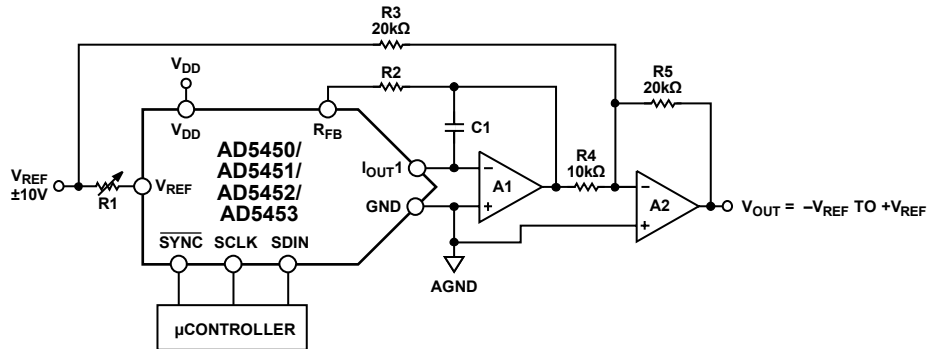 R3
20kΩ
VDD
VDD
R2
RFB
C1
R5
20kΩ
AD5450/
AD5451/
AD5452/
AD5453
VREF
±10V
R1
VREF
IOUT1
GND
A1
R4
10kΩ
A2
VOUT = –VREF TO +VREF
SYNC SCLK SDIN
AGND
µCONTROLLER